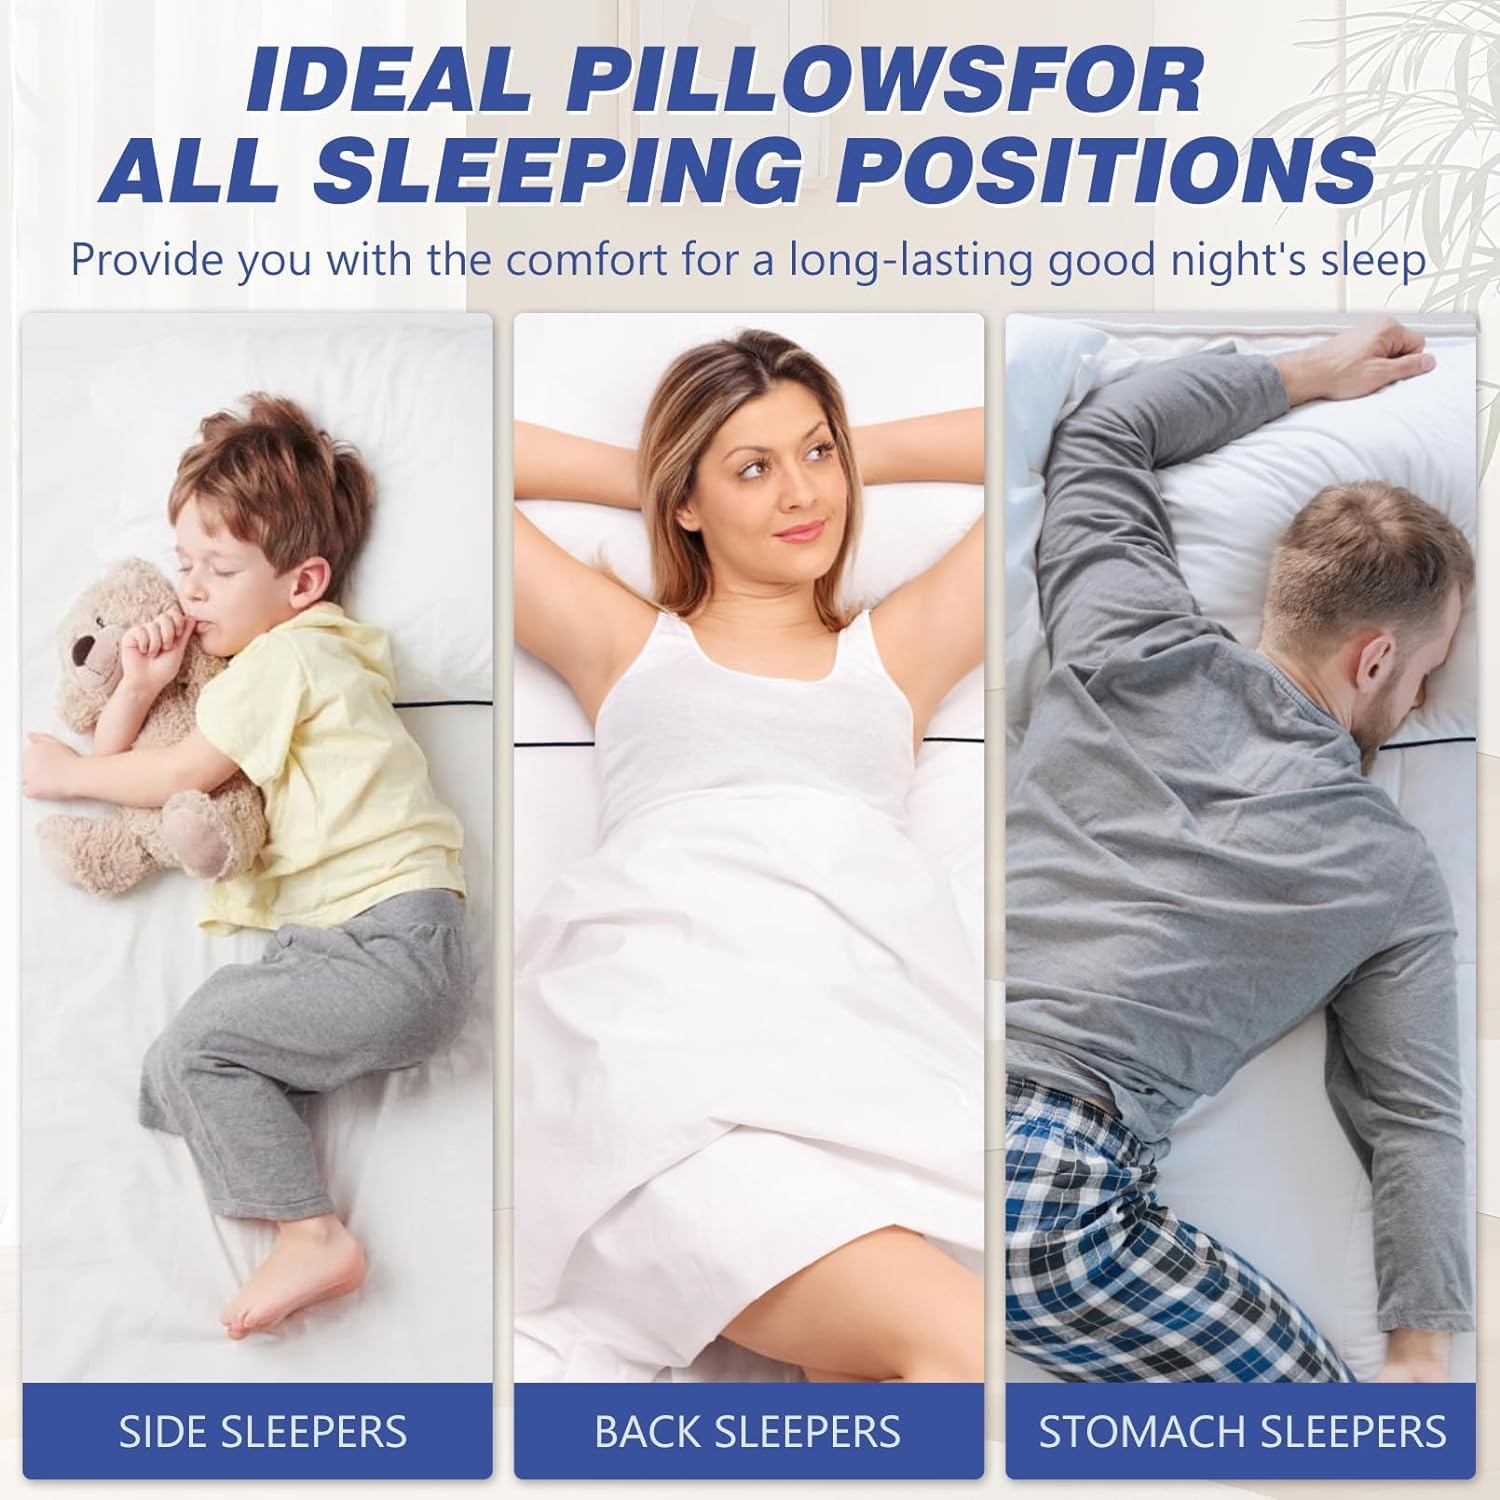 IDEAL PILLOWSFOR
ALL SLEEPING POSITIONS
Provide you with the comfort for a long-lasting good night's sleep
SIDE SLEEPERS
BACK SLEEPERS
STOMACH SLEEPERS